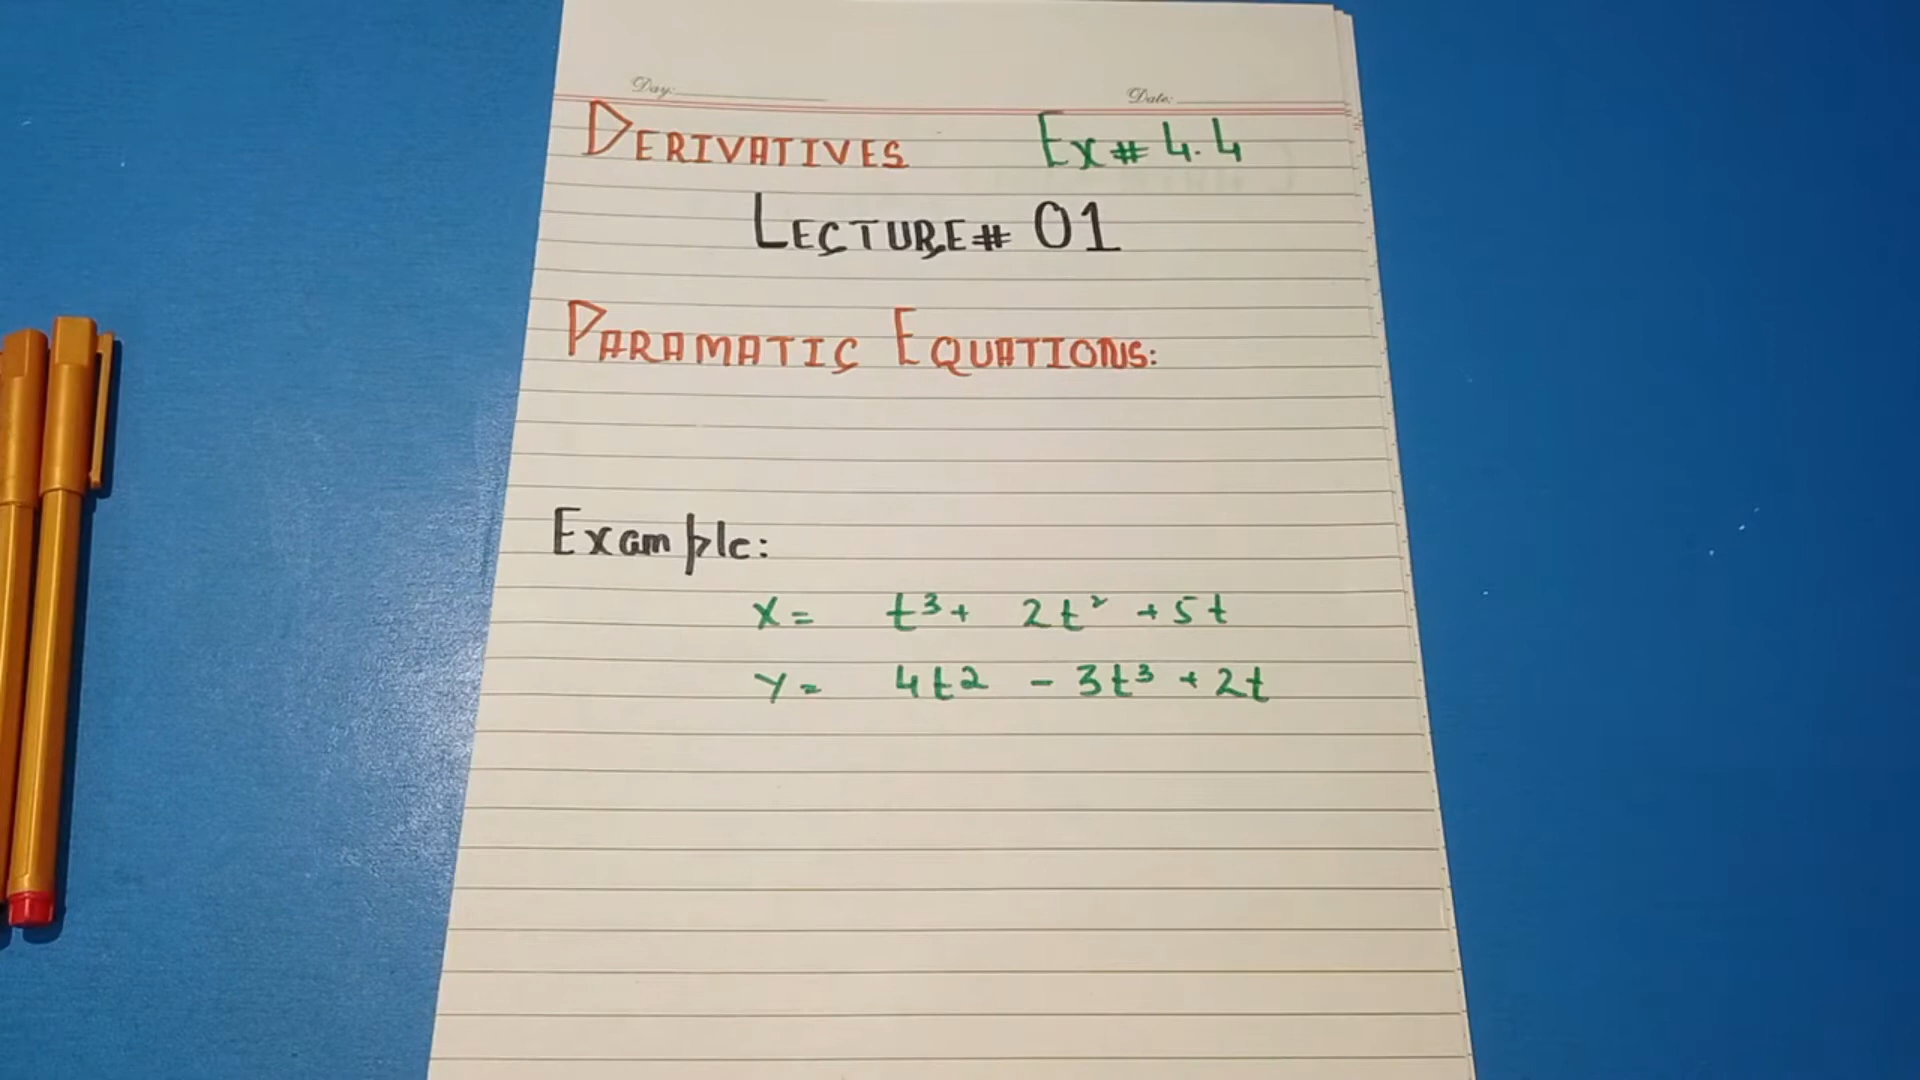 Day: Date:
DERIVATIVES Ex# 4.4
LECTURE# 01
PARAMATIC EQUATIONS:
Example:
x= t³+ 2t² +5t
y= 4t2 - 3t³ +2t